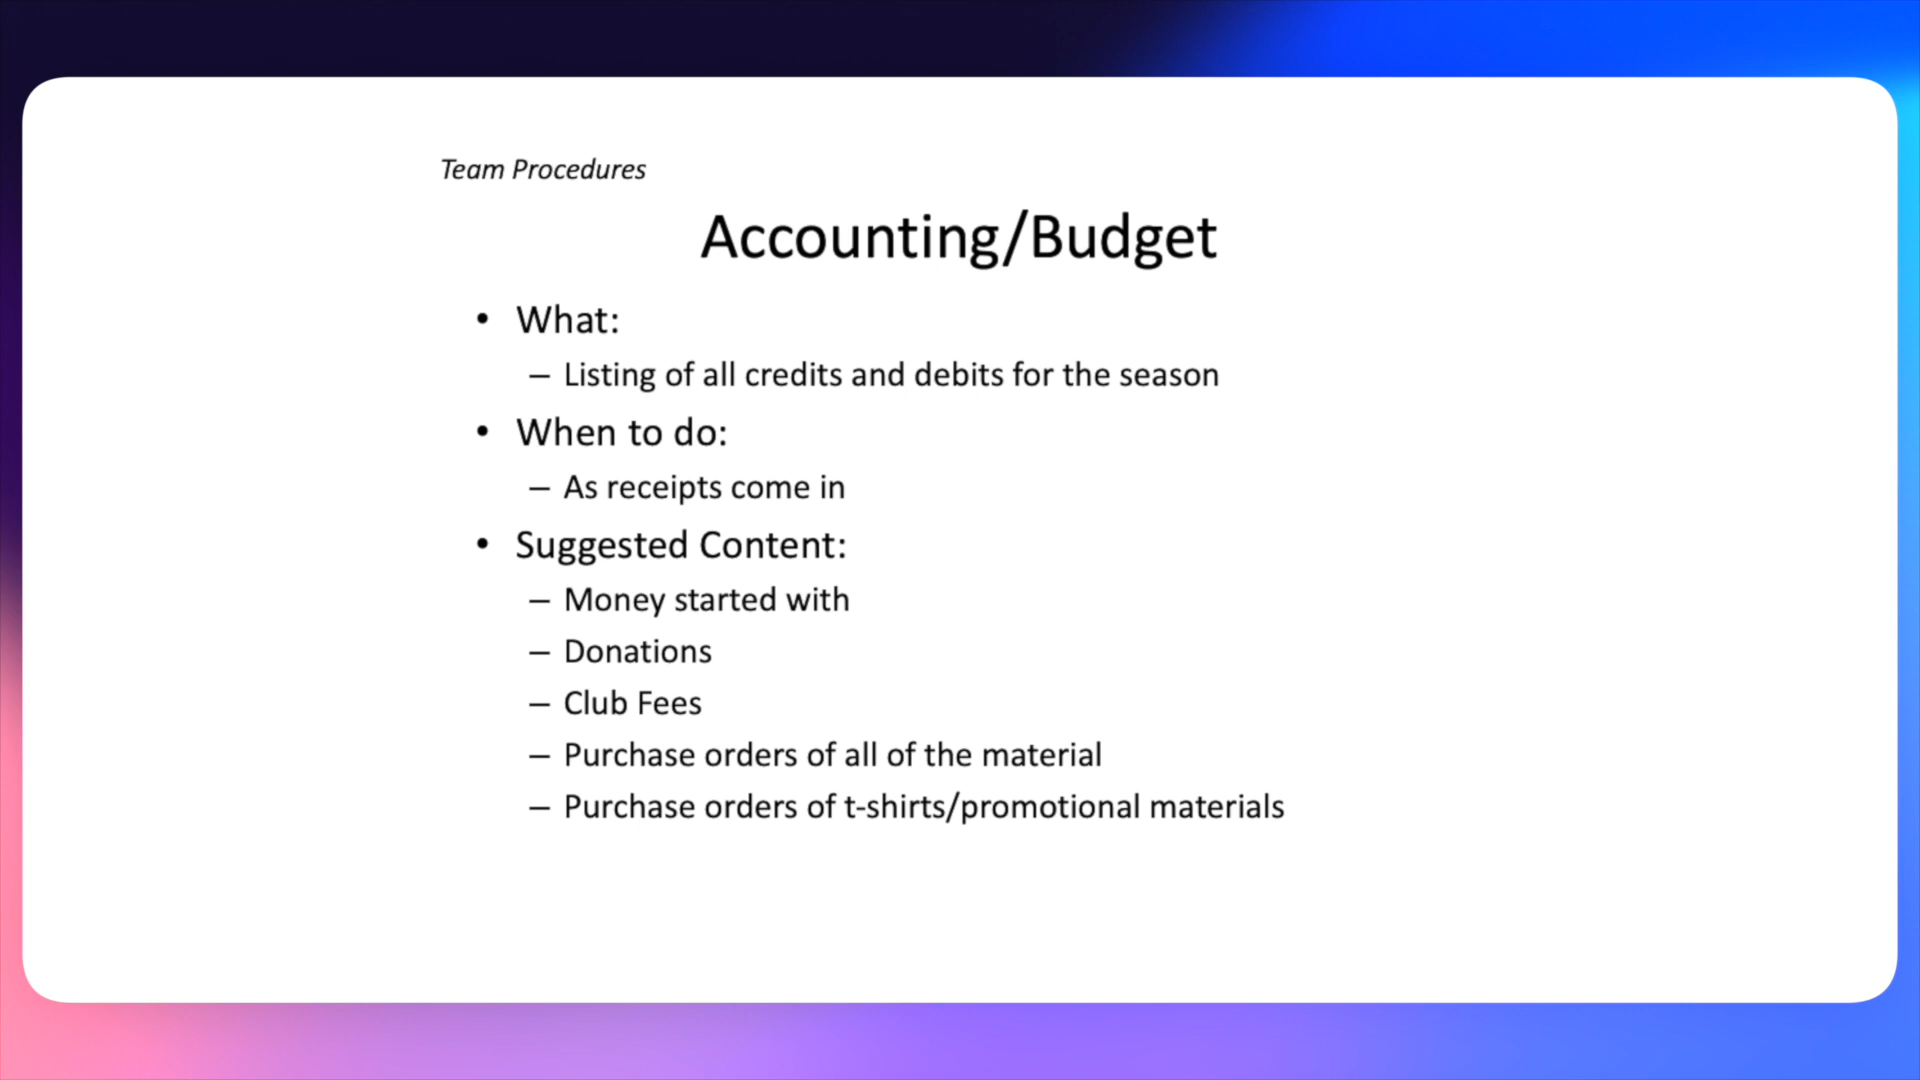 Team Procedures
Accounting/Budget
• What:
– Listing of all credits and debits for the season
• When to do:
– As receipts come in
• Suggested Content:
– Money started with
– Donations
– Club Fees
– Purchase orders of all of the material
– Purchase orders of t-shirts/promotional materials